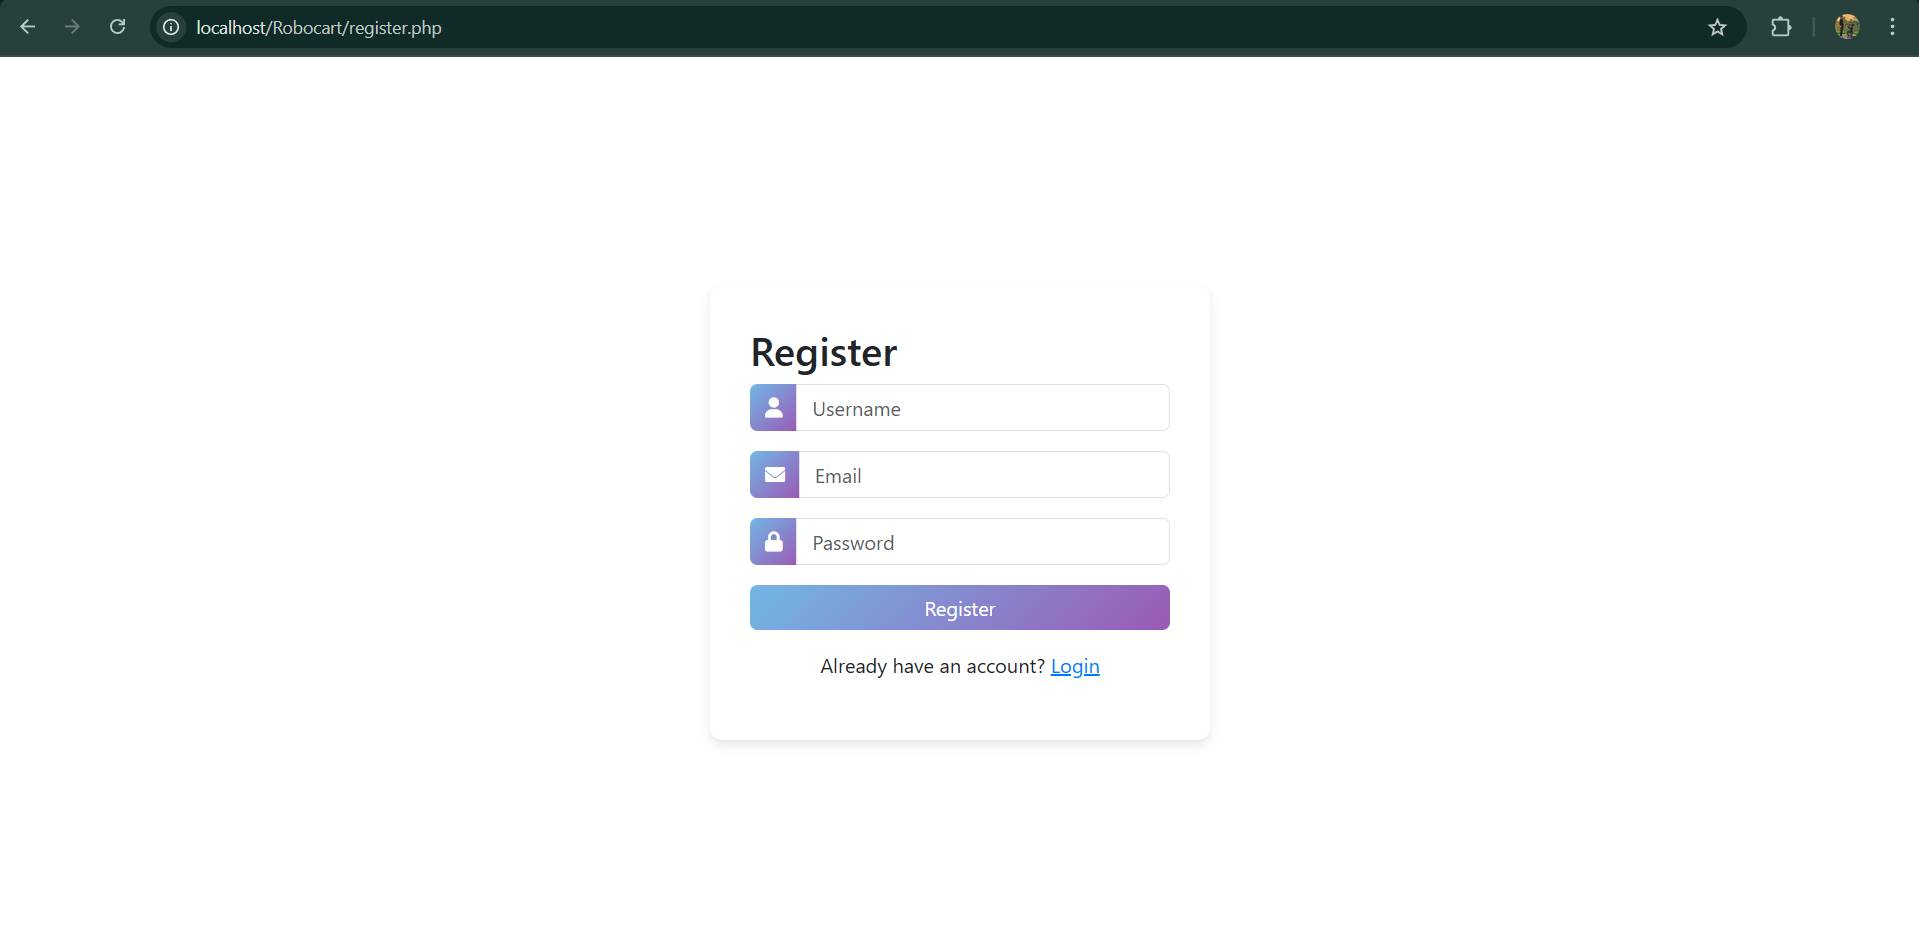 localhost/Robocart/register.php
Register
Username
Email
Password
Register
Already have an account? Login